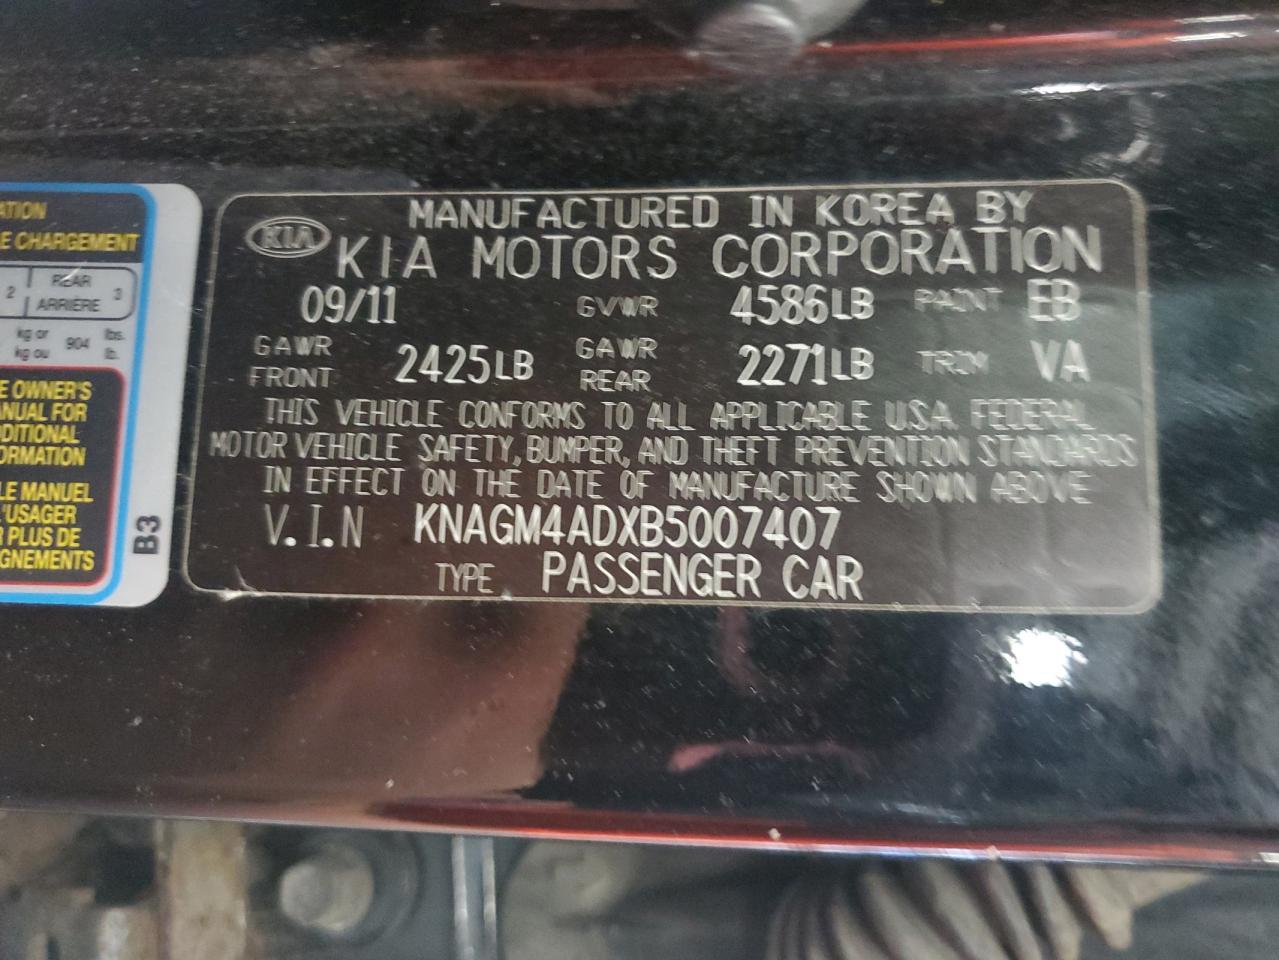 ATION
E CHARGEMENT
2 REAR 3
ARRIÈRE
kg or 904 lbs.
kg ou lb.
E OWNER'S
ANUAL FOR
DDITIONAL
ORMATION
LE MANUEL
L'USAGER
R PLUS DE
GNEMENTS
B3
MANUFACTURED IN KOREA BY
KIA KIA MOTORS CORPORATION
09/11 GVWR 4586LB PAINT EB
GAWR FRONT 2425LB GAWR REAR 2271LB TRIM VA
THIS VEHICLE CONFORMS TO ALL APPLICABLE U.S.A. FEDERAL
MOTOR VEHICLE SAFETY, BUMPER, AND THEFT PREVENTION STANDARDS
IN EFFECT ON THE DATE OF MANUFACTURE SHOWN ABOVE
V.I.N KNAGM4ADXB5007407
TYPE PASSENGER CAR